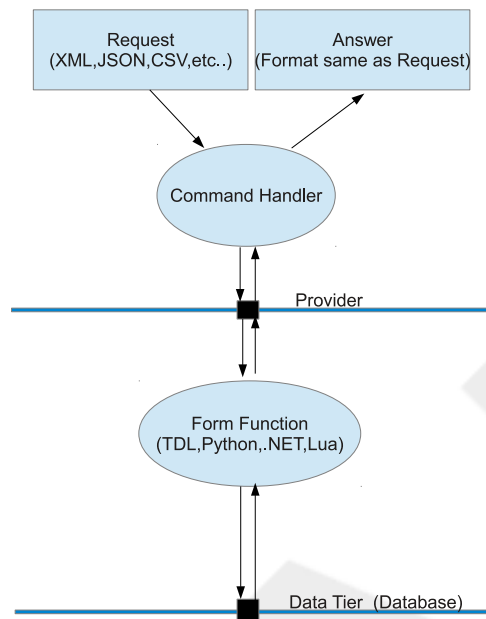 Request
(XML,JSON,CSV,etc..)
Answer
(Format same as Request)
Command Handler
Provider
Form Function
(TDL,Python,.NET,Lua)
Data Tier (Database)